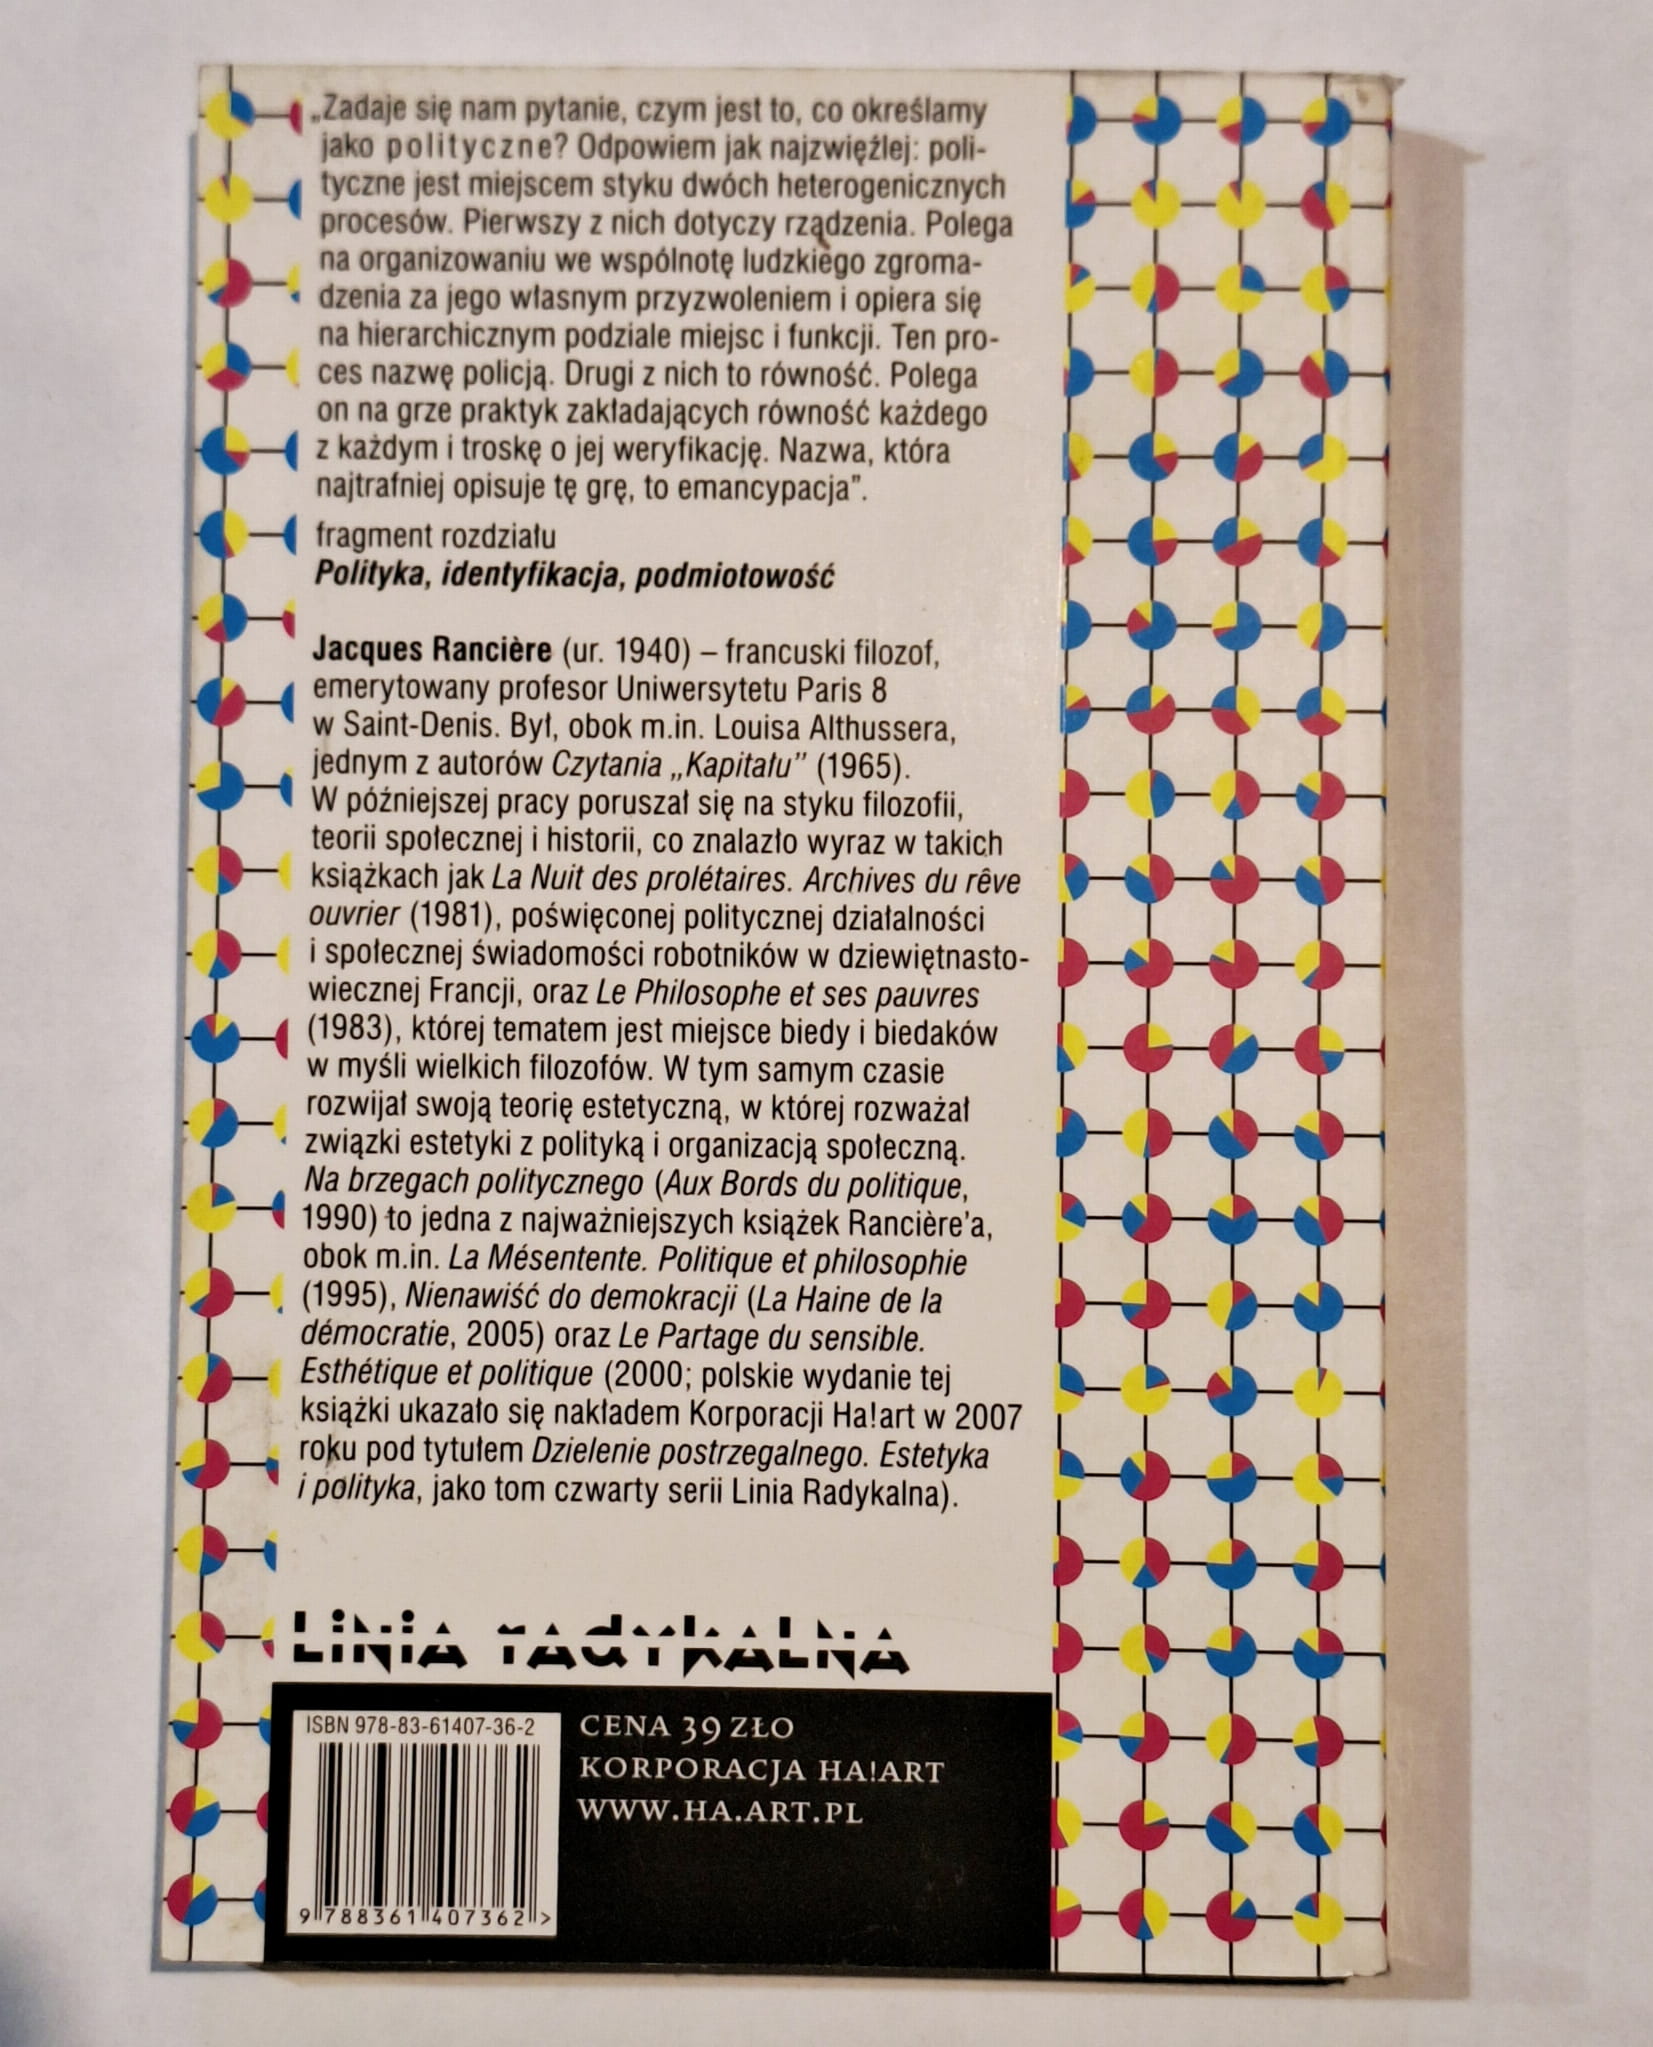 „Zadaje się nam pytanie, czym jest to, co określamy
jako polityczne? Odpowiem jak najzwięźlej: poli-
tyczne jest miejscem styku dwóch heterogenicznych
procesów. Pierwszy z nich dotyczy rządzenia. Polega
na organizowaniu we wspólnotę ludzkiego zgroma-
dzenia za jego własnym przyzwoleniem i opiera się
na hierarchicznym podziale miejsc i funkcji. Ten pro-
ces nazwę policją. Drugi z nich to równość. Polega
on na grze praktyk zakładających równość każdego
z każdym i troskę o jej weryfikację. Nazwa, która
najtrafniej opisuje tę grę, to emancypacja”.
fragment rozdziału
Polityka, identyfikacja, podmiotowość
Jacques Rancière (ur. 1940) – francuski filozof,
emerytowany profesor Uniwersytetu Paris 8
w Saint-Denis. Był, obok m.in. Louisa Althussera,
jednym z autorów Czytania „Kapitału” (1965).
W późniejszej pracy poruszał się na styku filozofii,
teorii społecznej i historii, co znalazło wyraz w takich
książkach jak La Nuit des prolétaires. Archives du rêve
ouvrier (1981), poświęconej politycznej działalności
i społecznej świadomości robotników w dziewiętnasto-
wiecznej Francji, oraz Le Philosophe et ses pauvres
(1983), której tematem jest miejsce biedy i biedaków
w myśli wielkich filozofów. W tym samym czasie
rozwijał swoją teorię estetyczną, w której rozważał
związki estetyki z polityką i organizacją społeczną.
Na brzegach politycznego (Aux Bords du politique,
1990) to jedna z najważniejszych książek Rancière'a,
obok m.in. La Mésentente. Politique et philosophie
(1995), Nienawiść do demokracji (La Haine de la
démocratie, 2005) oraz Le Partage du sensible.
Esthétique et politique (2000; polskie wydanie tej
książki ukazało się nakładem Korporacji Ha!art w 2007
roku pod tytułem Dzielenie postrzegalnego. Estetyka
i polityka, jako tom czwarty serii Linia Radykalna).
LiNiA rAdYkALNA
ISBN 978-83-61407-36-2
9 788361 407362 >
CENA 39 ZŁO
KORPORACJA HA!ART
WWW.HA.ART.PL